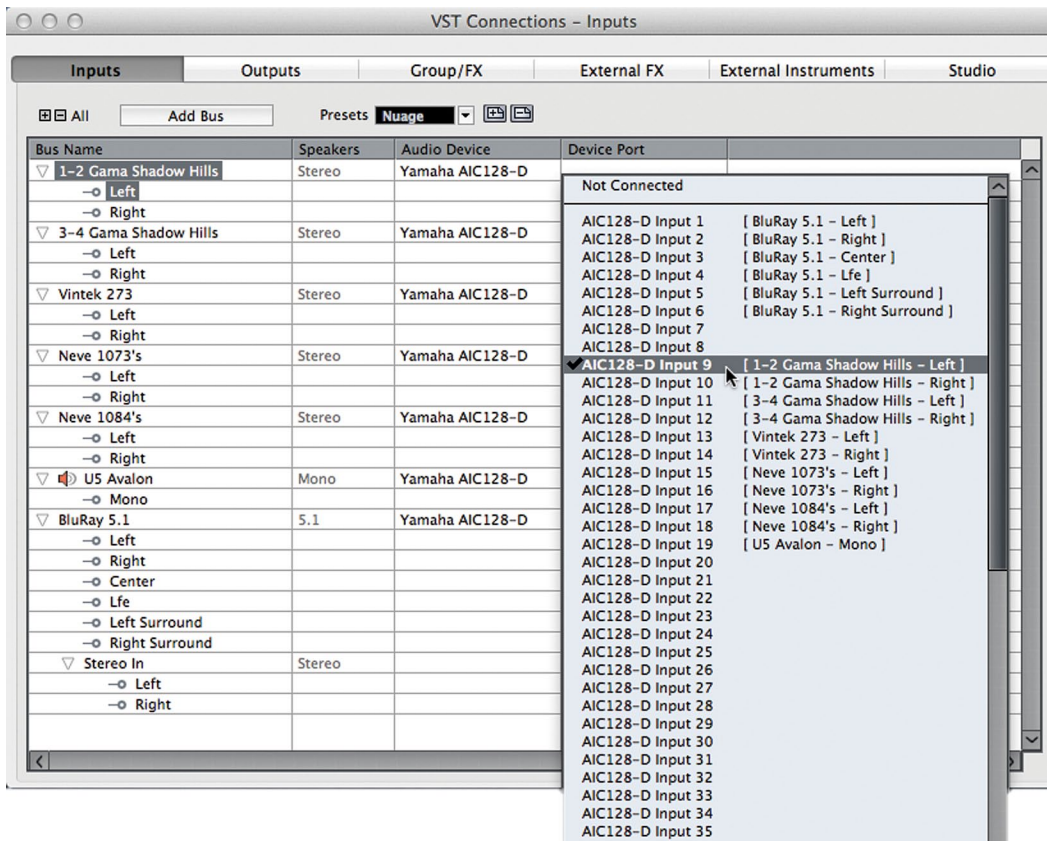 VST Connections – Inputs
Inputs Outputs Group/FX External FX External Instruments Studio
All Add Bus Presets Nuage
Bus Name Speakers Audio Device Device Port
1–2 Gama Shadow Hills Stereo Yamaha AIC128–D
Left
Right
3–4 Gama Shadow Hills Stereo Yamaha AIC128–D
Left
Right
Vintek 273 Stereo Yamaha AIC128–D
Left
Right
Neve 1073's Stereo Yamaha AIC128–D
Left
Right
Neve 1084's Stereo Yamaha AIC128–D
Left
Right
U5 Avalon Mono Yamaha AIC128–D
Mono
BluRay 5.1 5.1 Yamaha AIC128–D
Left
Right
Center
Lfe
Left Surround
Right Surround
Stereo In Stereo
Left
Right
Not Connected
AIC128–D Input 1 [ BluRay 5.1 – Left ]
AIC128–D Input 2 [ BluRay 5.1 – Right ]
AIC128–D Input 3 [ BluRay 5.1 – Center ]
AIC128–D Input 4 [ BluRay 5.1 – Lfe ]
AIC128–D Input 5 [ BluRay 5.1 – Left Surround ]
AIC128–D Input 6 [ BluRay 5.1 – Right Surround ]
AIC128–D Input 7
AIC128–D Input 8
AIC128–D Input 9 [ 1–2 Gama Shadow Hills – Left ]
AIC128–D Input 10 [ 1–2 Gama Shadow Hills – Right ]
AIC128–D Input 11 [ 3–4 Gama Shadow Hills – Left ]
AIC128–D Input 12 [ 3–4 Gama Shadow Hills – Right ]
AIC128–D Input 13 [ Vintek 273 – Left ]
AIC128–D Input 14 [ Vintek 273 – Right ]
AIC128–D Input 15 [ Neve 1073's – Left ]
AIC128–D Input 16 [ Neve 1073's – Right ]
AIC128–D Input 17 [ Neve 1084's – Left ]
AIC128–D Input 18 [ Neve 1084's – Right ]
AIC128–D Input 19 [ U5 Avalon – Mono ]
AIC128–D Input 20
AIC128–D Input 21
AIC128–D Input 22
AIC128–D Input 23
AIC128–D Input 24
AIC128–D Input 25
AIC128–D Input 26
AIC128–D Input 27
AIC128–D Input 28
AIC128–D Input 29
AIC128–D Input 30
AIC128–D Input 31
AIC128–D Input 32
AIC128–D Input 33
AIC128–D Input 34
AIC128–D Input 35